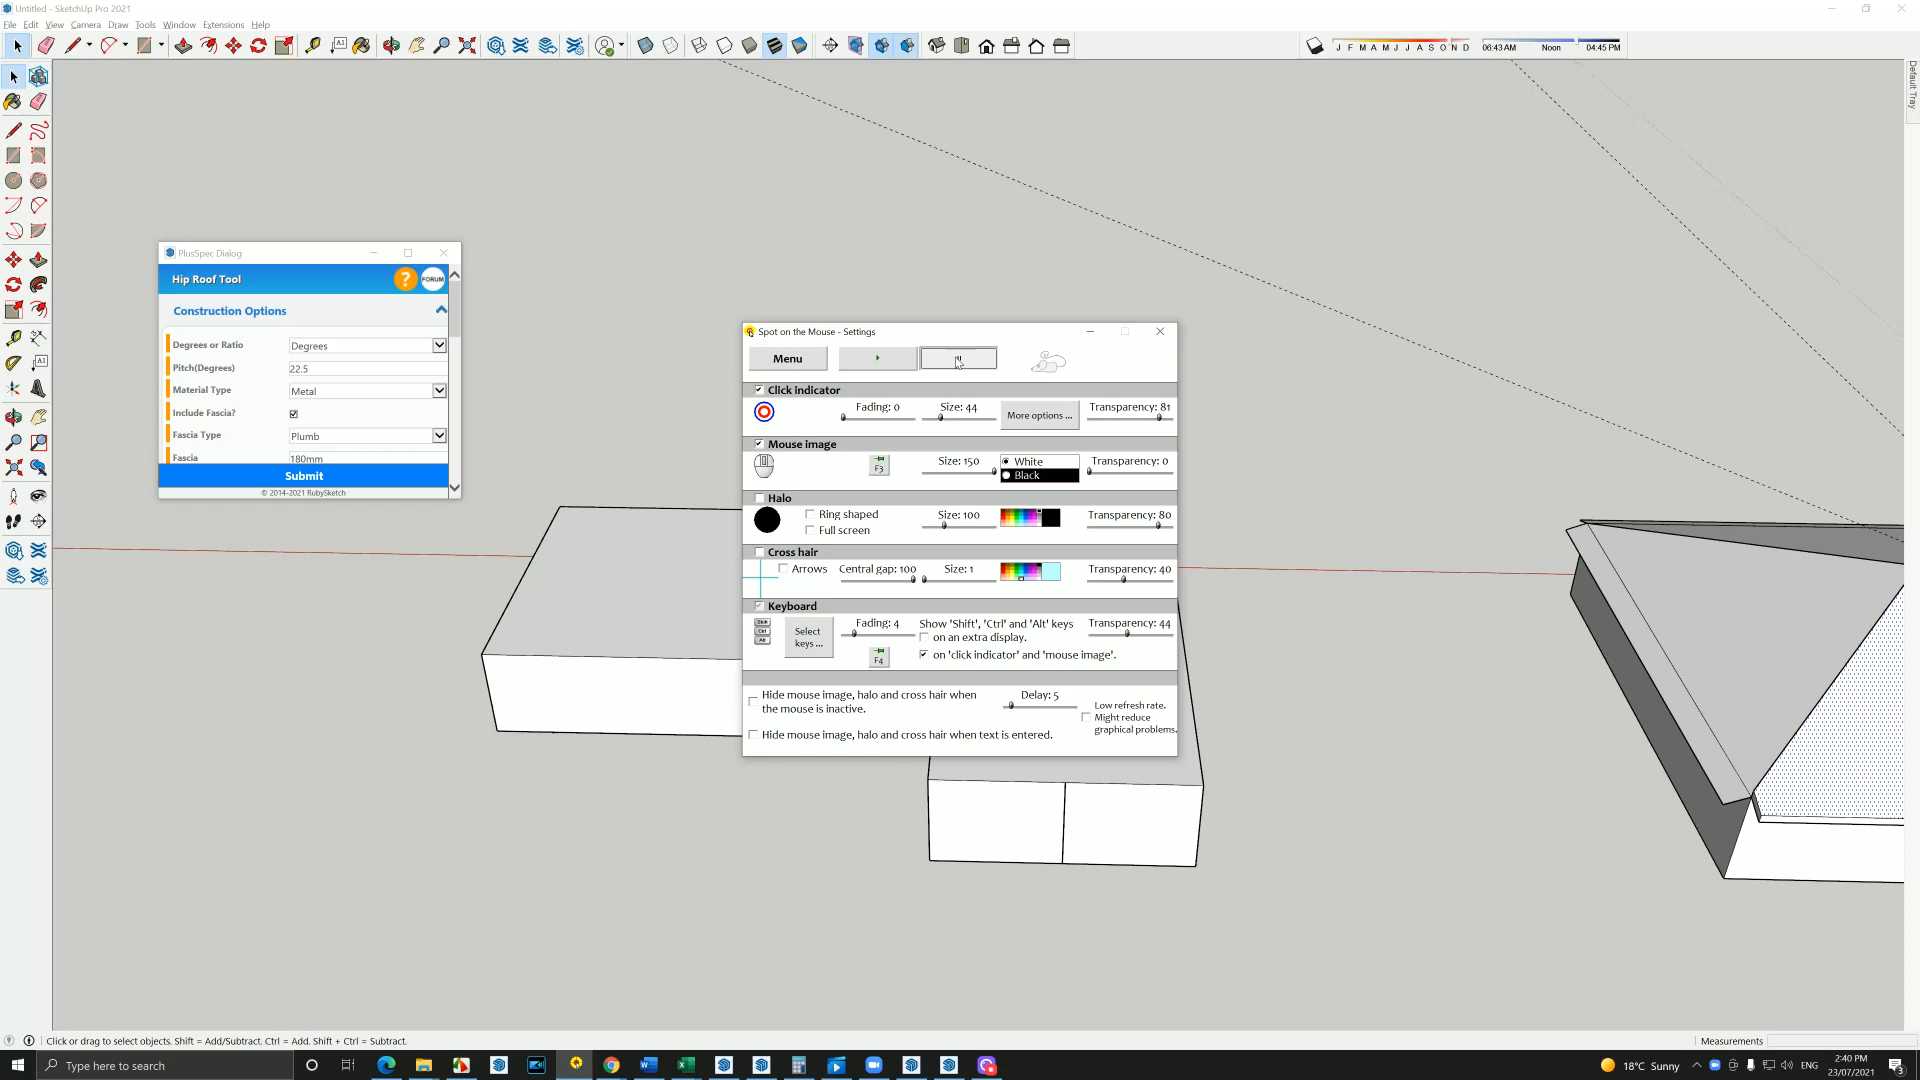 Untitled - SketchUp Pro 2021
File Edit View Camera Draw Tools Window Extensions Help
J F M A M J J A S O N D 06:43 AM Noon 04:45 PM
Default Tray
PlusSpec Dialog
Hip Roof Tool ? FORUM
Construction Options
Degrees or Ratio Degrees
Pitch(Degrees) 22.5
Material Type Metal
Include Fascia?
Fascia Type Plumb
Fascia 180mm
Submit
© 2014-2021 RubySketch
Spot on the Mouse - Settings
Menu
Click indicator
Fading: 0 Size: 44 More options ... Transparency: 81
Mouse image
F3 Size: 150 White Transparency: 0
Black
Halo
Ring shaped Size: 100 Transparency: 80
Full screen
Cross hair
Arrows Central gap: 100 Size: 1 Transparency: 40
Keyboard
Shift
Ctrl
Alt
Select keys ...
Fading: 4 Show 'Shift', 'Ctrl' and 'Alt' keys Transparency: 44
on an extra display.
F4 on 'click indicator' and 'mouse image'.
Hide mouse image, halo and cross hair when
the mouse is inactive.
Delay: 5
Low refresh rate.
Might reduce
graphical problems.
Hide mouse image, halo and cross hair when text is entered.
Click or drag to select objects. Shift = Add/Subtract. Ctrl = Add. Shift + Ctrl = Subtract.
Measurements
Type here to search
18°C Sunny ENG 2:40 PM
23/07/2021
3